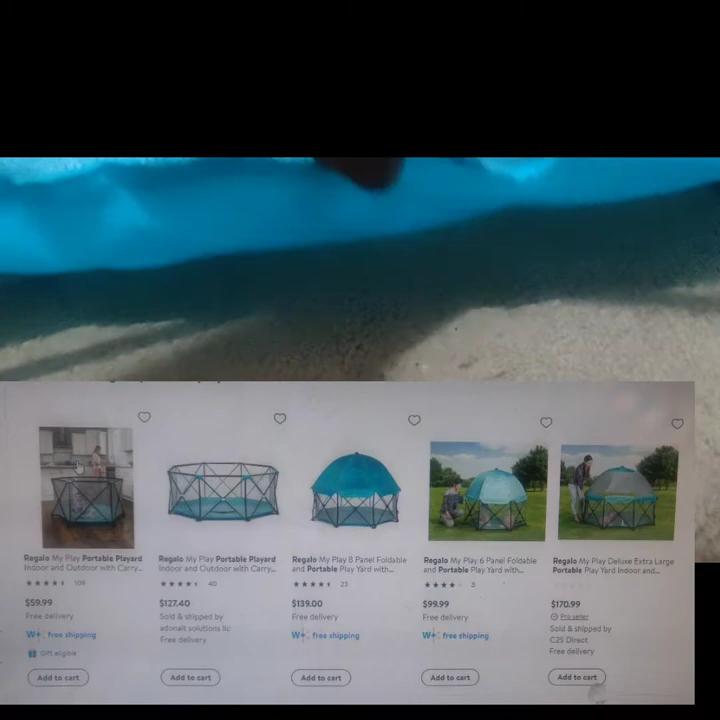 Regalo My Play Portable Playard
Indoor and Outdoor with Carry...
109
$59.99
Free delivery
W+ free shipping
Gift eligible
Add to cart
Regalo My Play Portable Playard
Indoor and Outdoor with Carry...
40
$127.40
Sold & shipped by
adonait solutions llc
Free delivery
Add to cart
Regalo My Play 8 Panel Foldable
and Portable Play Yard with...
23
$139.00
Free delivery
W+ free shipping
Add to cart
Regalo My Play 6 Panel Foldable
and Portable Play Yard with...
3
$99.99
Free delivery
W+ free shipping
Add to cart
Regalo My Play Deluxe Extra Large
Portable Play Yard Indoor and...
$170.99
Pro seller
Sold & shipped by
C2S Direct
Free delivery
Add to cart